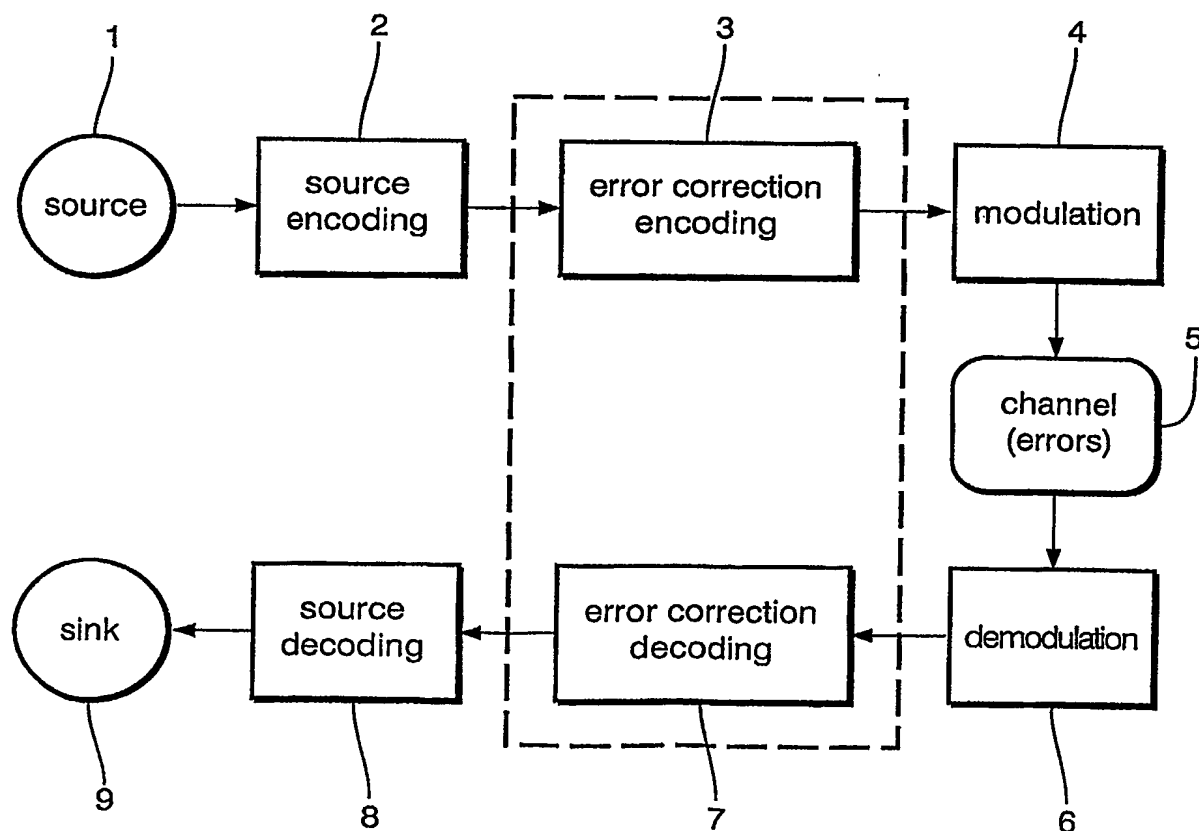 1
2
3
4
source
source
encoding
error correction
encoding
modulation
5
channel
(errors)
sink
source
decoding
error correction
decoding
demodulation
9
8
7
6